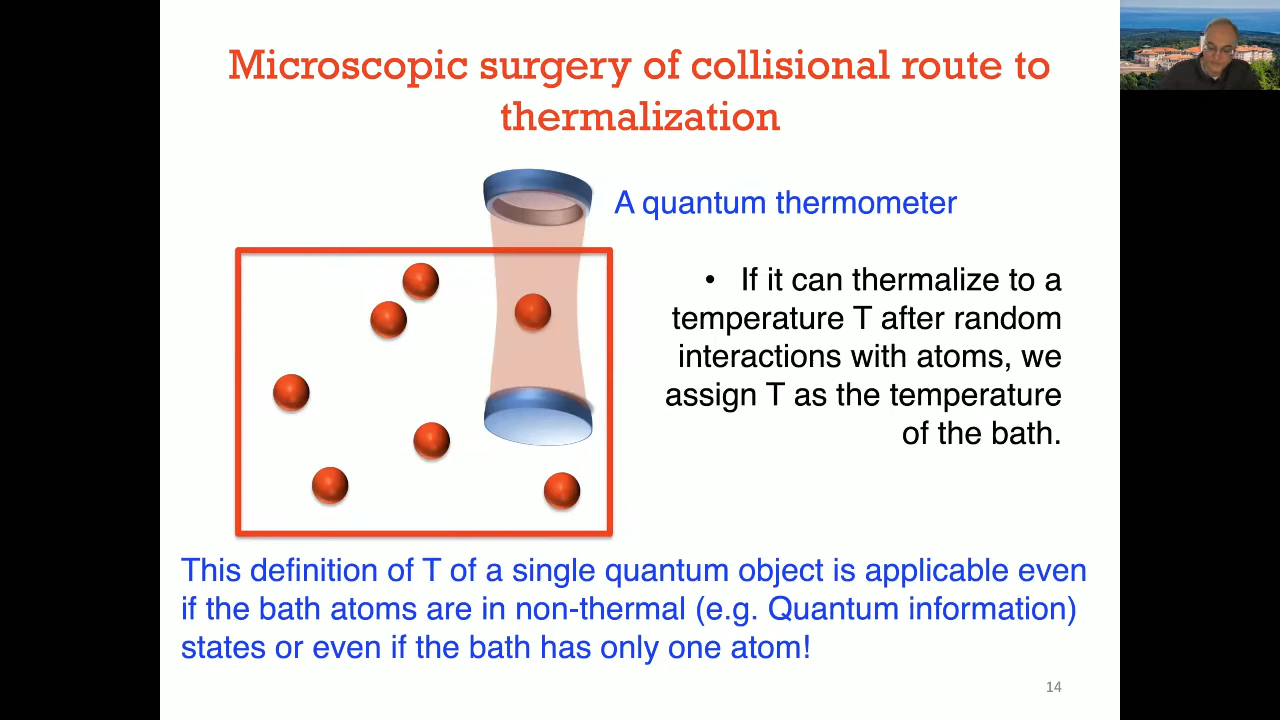 Microscopic surgery of collisional route to
thermalization
A quantum thermometer
• If it can thermalize to a
temperature T after random
interactions with atoms, we
assign T as the temperature
of the bath.
This definition of T of a single quantum object is applicable even
if the bath atoms are in non-thermal (e.g. Quantum information)
states or even if the bath has only one atom!
14